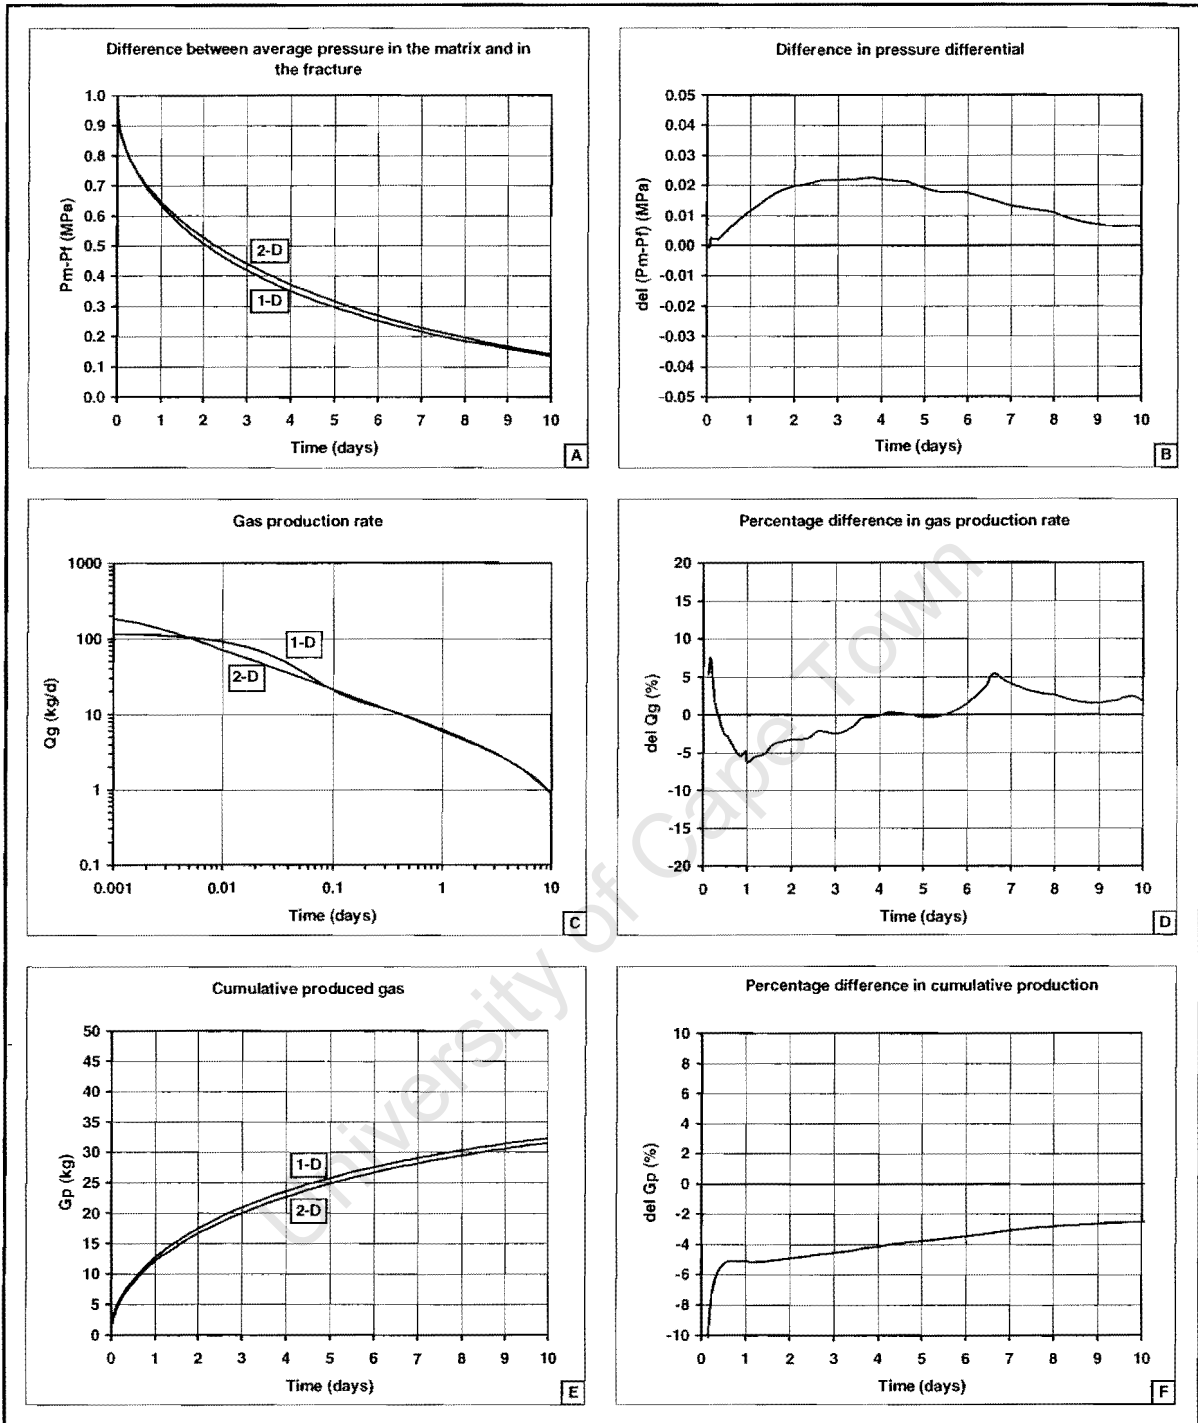 Difference between average pressure in the matrix and in
the fracture
1.0
0.9
0.8
0.7
0.6
0.5
0.4
0.3
0.2
0.1
0.0
Pm-Pf (MPa)
2-D
1-D
0 1 2 3 4 5 6 7 8 9 10
Time (days)
A
Difference in pressure differential
0.05
0.04
0.03
0.02
0.01
0.00
-0.01
-0.02
-0.03
-0.04
-0.05
del (Pm-Pf) (MPa)
0 1 2 3 4 5 6 7 8 9 10
Time (days)
B
Gas production rate
1000
100
10
1
0.1
Qg (kg/d)
1-D
2-D
0.001 0.01 0.1 1 10
Time (days)
C
Percentage difference in gas production rate
20
15
10
5
0
-5
-10
-15
-20
del Qg (%)
0 1 2 3 4 5 6 7 8 9 10
Time (days)
D
Cumulative produced gas
50
45
40
35
30
25
20
15
10
5
0
Gp (kg)
1-D
2-D
0 1 2 3 4 5 6 7 8 9 10
Time (days)
E
Percentage difference in cumulative production
10
8
6
4
2
0
-2
-4
-6
-8
-10
del Gp (%)
0 1 2 3 4 5 6 7 8 9 10
Time (days)
F
University of Cape Town